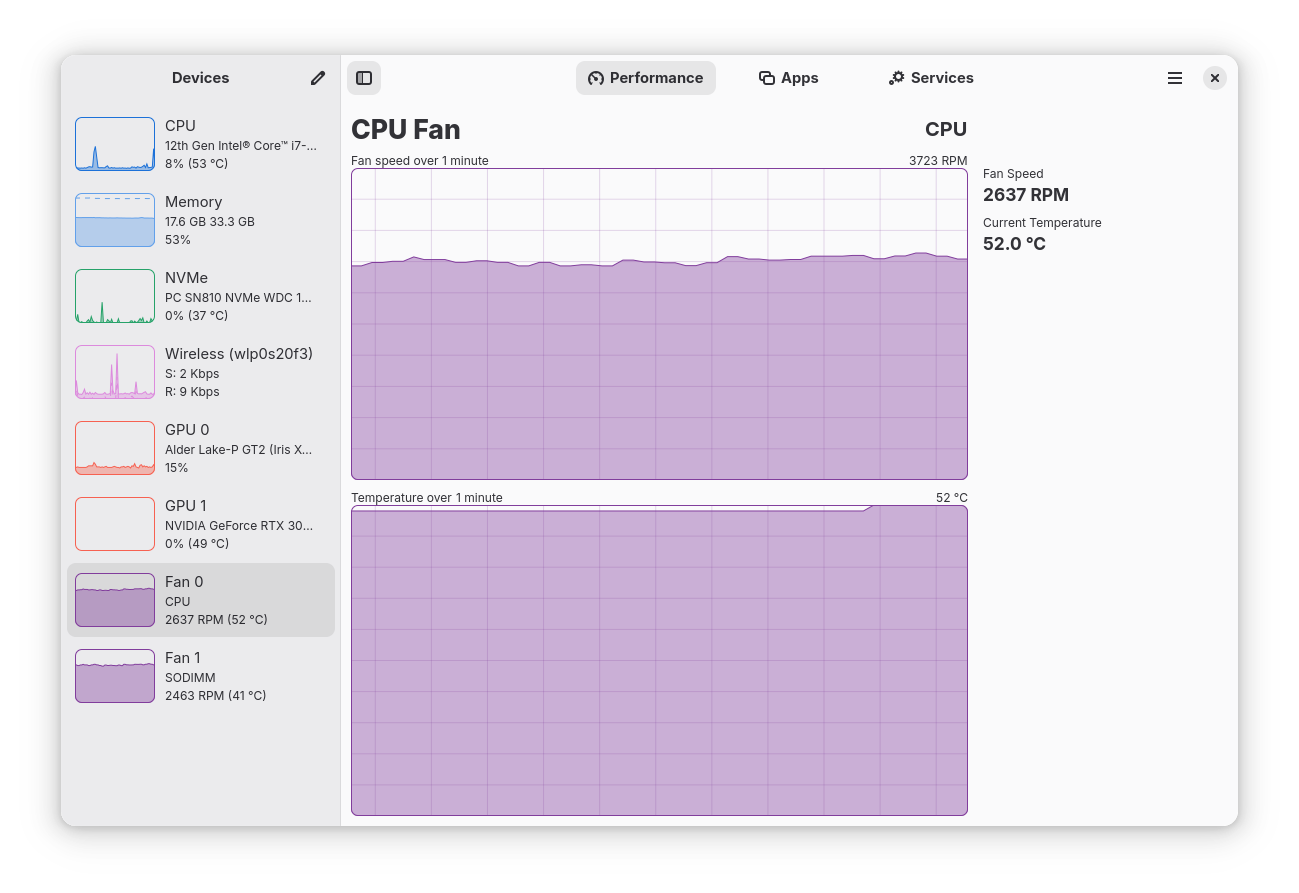 Devices
Performance
Apps
Services
CPU
12th Gen Intel® Core™ i7-...
8% (53 °C)
Memory
17.6 GB 33.3 GB
53%
NVMe
PC SN810 NVMe WDC 1...
0% (37 °C)
Wireless (wlp0s20f3)
S: 2 Kbps
R: 9 Kbps
GPU 0
Alder Lake-P GT2 (Iris X...
15%
GPU 1
NVIDIA GeForce RTX 30...
0% (49 °C)
Fan 0
CPU
2637 RPM (52 °C)
Fan 1
SODIMM
2463 RPM (41 °C)
CPU Fan
CPU
Fan speed over 1 minute
3723 RPM
Temperature over 1 minute
52 °C
Fan Speed
2637 RPM
Current Temperature
52.0 °C